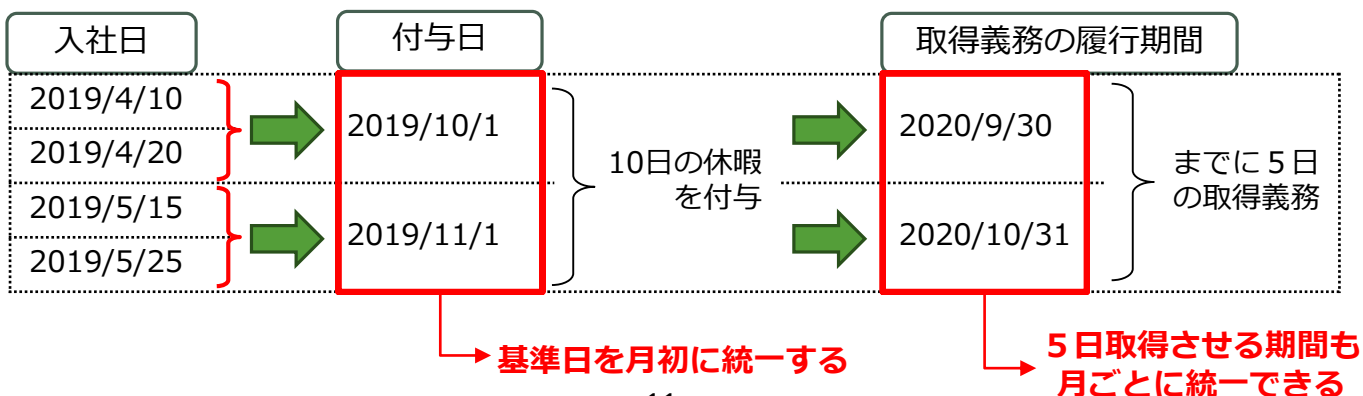 入社日
付与日
取得義務の履行期間
2019/4/10
2019/4/20
2019/5/15
2019/5/25
2019/10/1
2019/11/1
10日の休暇
を付与
2020/9/30
2020/10/31
までに５日
の取得義務
基準日を月初に統一する
５日取得させる期間も
月ごとに統一できる